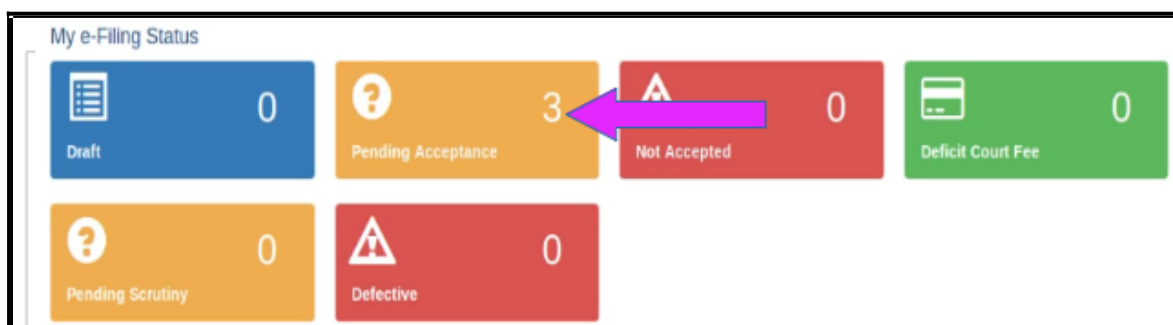 My e-Filing Status
0 3 0 0
Draft Pending Acceptance Not Accepted Deficit Court Fee
0 0
Pending Scrutiny Defective